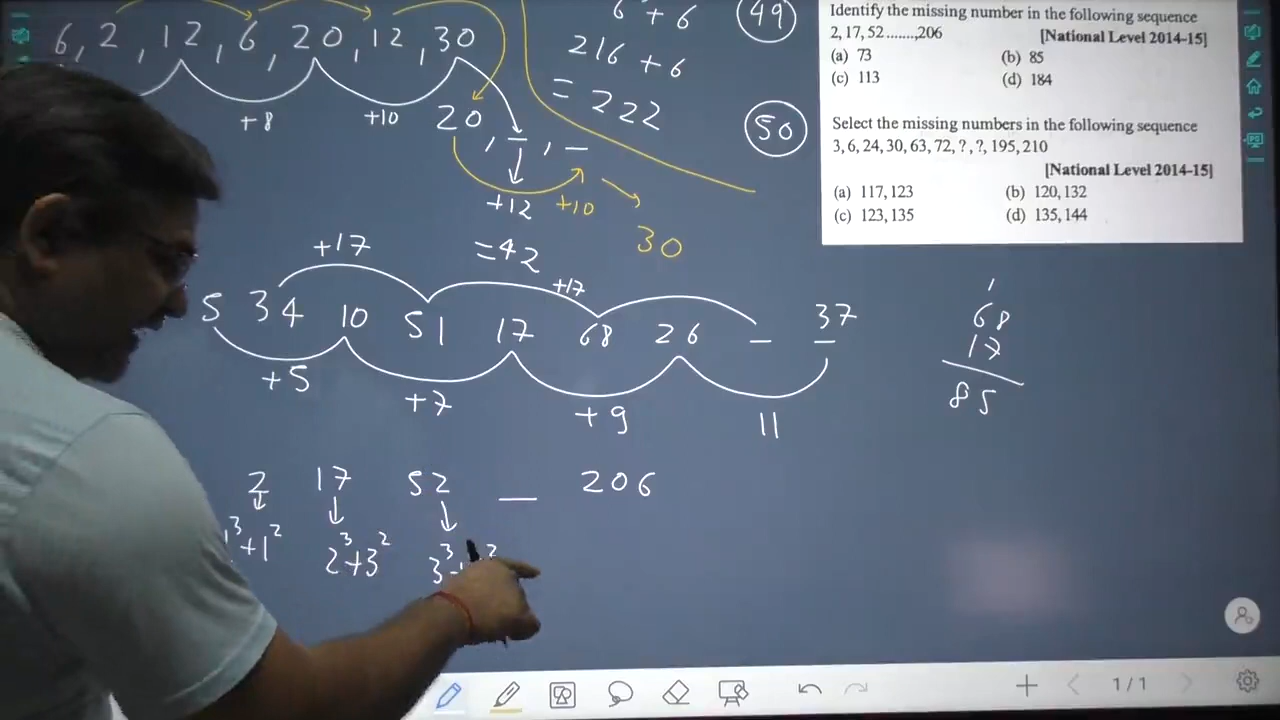 6, 2, 12, 6, 20, 12, 30
+8
+10
20, _, _
+12
+10
=42
30
6 +6
216 +6
= 222
49
50
Identify the missing number in the following sequence
2, 17, 52 ........,206 [National Level 2014-15]
(a) 73 (b) 85
(c) 113 (d) 184
Select the missing numbers in the following sequence
3, 6, 24, 30, 63, 72, ? , ?, 195, 210
[National Level 2014-15]
(a) 117, 123 (b) 120, 132
(c) 123, 135 (d) 135, 144
+17
+17
5 34 10 51 17 68 26 _ 37
+5
+7
+9
11
1
68
17
85
2 17 52 _ 206
1³+1² 2³+3² 3³
1/1